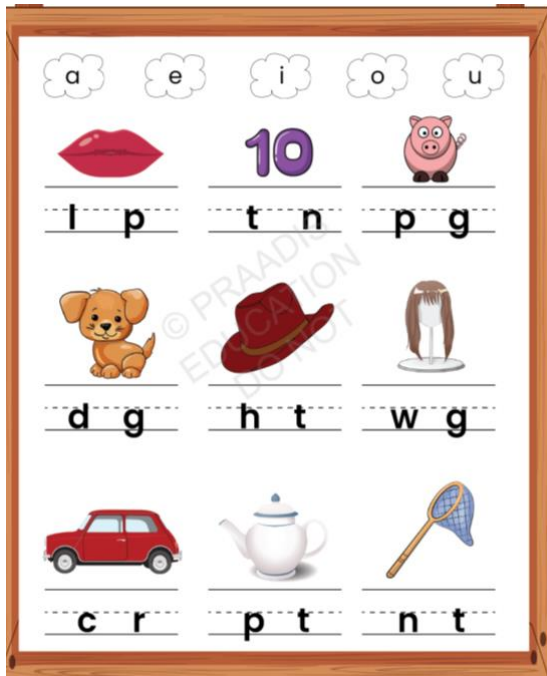 a e i o u
10
l p t n p g
© PRAADIS
EDUCATION
DO NOT
d g h t w g
c r p t n t